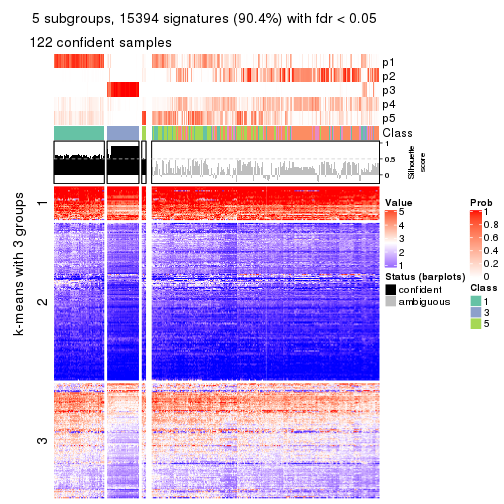 5 subgroups, 15394 signatures (90.4%) with fdr < 0.05
122 confident samples
p1
p2
p3
p4
p5
Class
1
0.5
0
Silhouette
score
k-means with 3 groups
1
2
3
Value
5
4
3
2
1
Status (barplots)
confident
ambiguous
Prob
1
0.8
0.6
0.4
0.2
0
Class
1
3
5